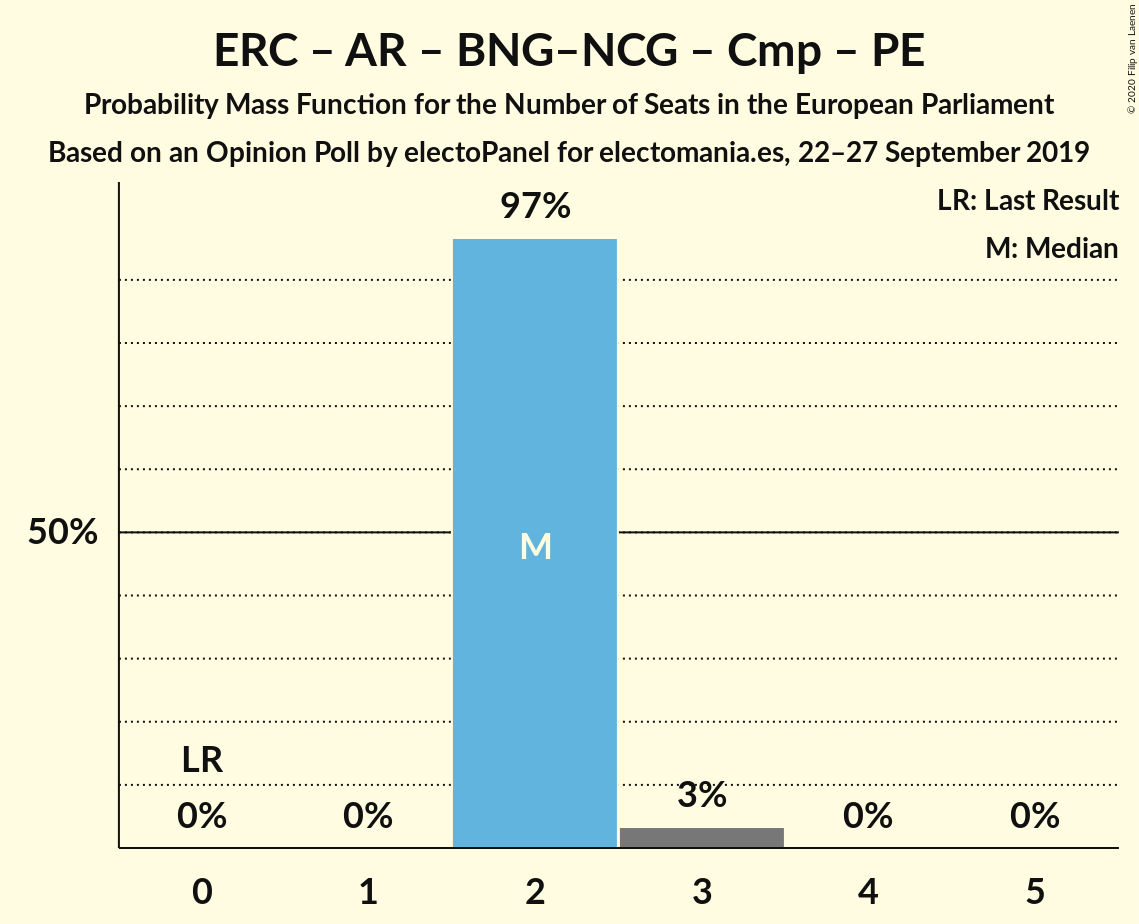 ERC – AR – BNG–NCG – Cmp – PE
Probability Mass Function for the Number of Seats in the European Parliament
Based on an Opinion Poll by electoPanel for electomania.es, 22–27 September 2019
© 2020 Filip van Laenen
LR: Last Result
M: Median
97%
50%
M
LR
0%
0%
3%
0%
0%
0
1
2
3
4
5